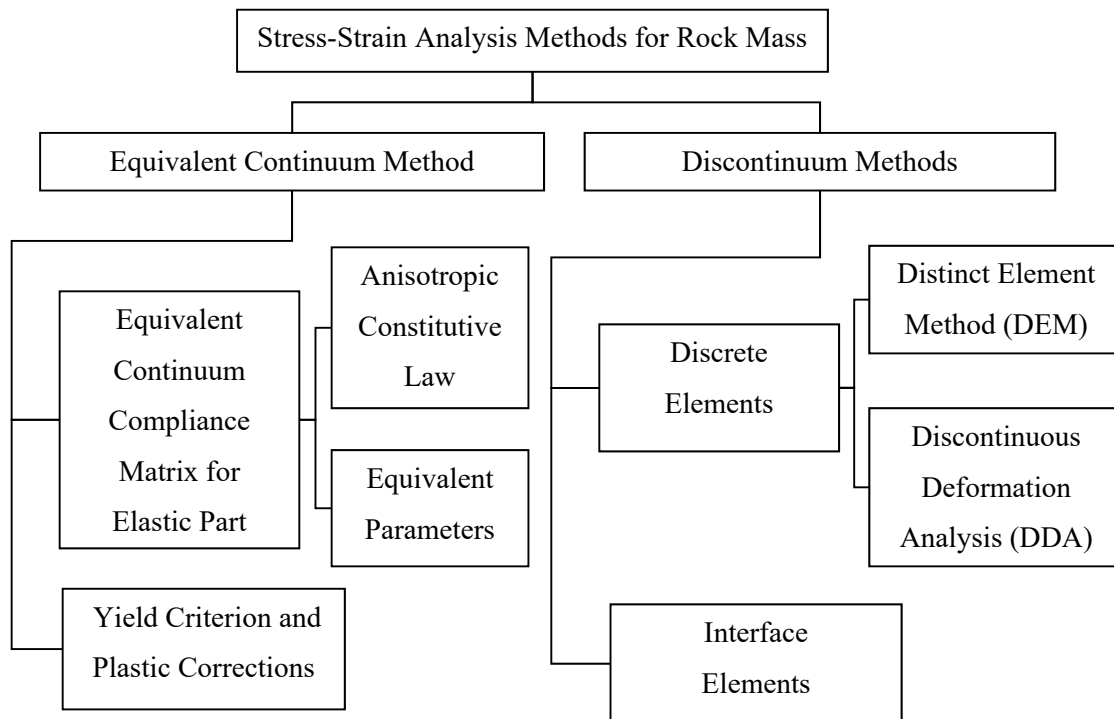 Stress-Strain Analysis Methods for Rock Mass
Equivalent Continuum Method
Discontinuum Methods
Equivalent
Continuum
Compliance
Matrix for
Elastic Part
Anisotropic
Constitutive
Law
Equivalent
Parameters
Yield Criterion and
Plastic Corrections
Discrete
Elements
Distinct Element
Method (DEM)
Discontinuous
Deformation
Analysis (DDA)
Interface
Elements